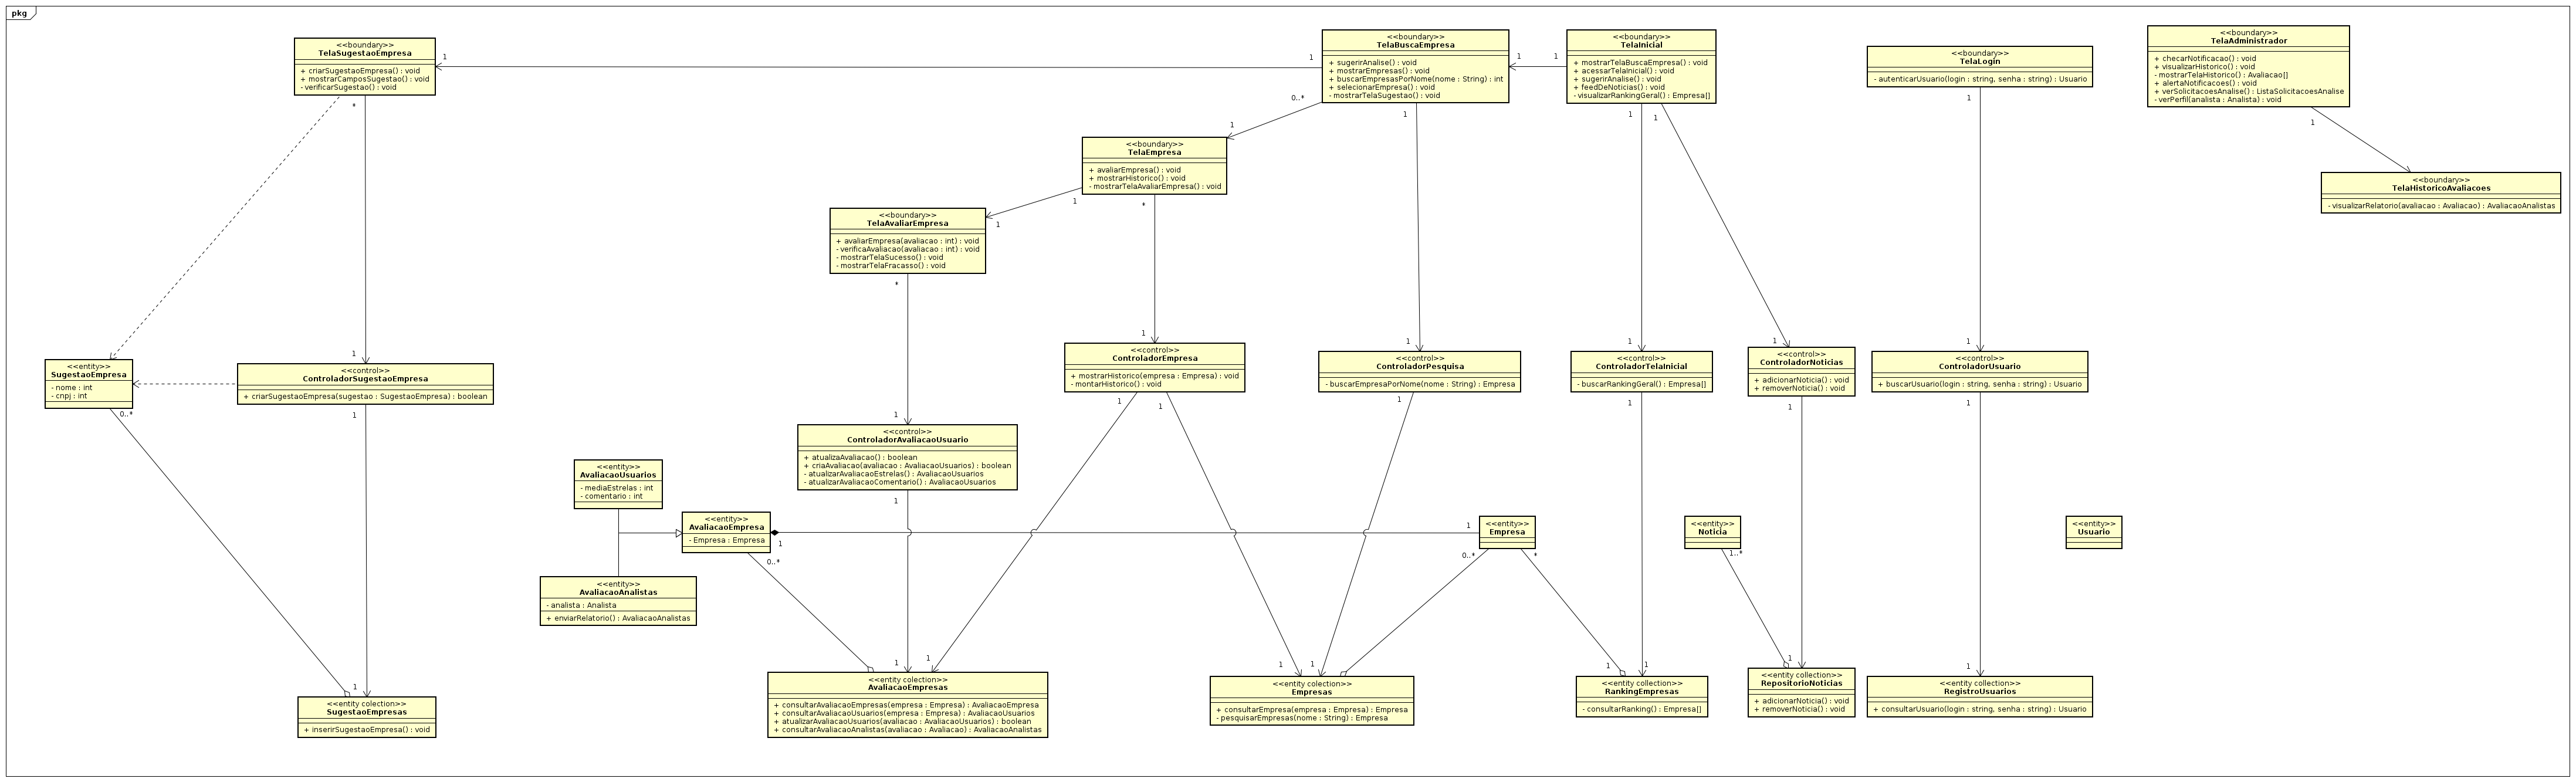 pkg
<<boundary>>
TelaSugestaoEmpresa
+ criarSugestaoEmpresa() : void
+ mostrarCamposSugestao() : void
- verificarSugestao() : void
1
1
<<boundary>>
TelaBuscaEmpresa
+ sugerirAnalise() : void
+ mostrarEmpresas() : void
+ buscarEmpresasPorNome(nome : String) : int
+ selecionarEmpresa() : void
- mostrarTelaSugestao() : void
1
1
<<boundary>>
TelaInicial
+ mostrarTelaBuscaEmpresa() : void
+ acessarTelaInicial() : void
+ sugerirAnalise() : void
+ feedDeNoticias() : void
- visualizarRankingGeral() : Empresa[]
<<boundary>>
TelaLogin
- autenticarUsuario(login : string, senha : string) : Usuario
<<boundary>>
TelaAdministrador
+ checarNotificacao() : void
+ visualizarHistorico() : void
- mostrarTelaHistorico() : Avaliacao[]
+ alertaNotificacoes() : void
+ verSolicitacoesAnalise() : ListaSolicitacoesAnalise
- verPerfil(analista : Analista) : void
*
0..*
1
1
1
1
1
1
<<boundary>>
TelaEmpresa
+ avaliarEmpresa() : void
+ mostrarHistorico() : void
- mostrarTelaAvaliarEmpresa() : void
<<boundary>>
TelaHistoricoAvaliacoes
- visualizarRelatorio(avaliacao : Avaliacao) : AvaliacaoAnalistas
1
*
1
<<boundary>>
TelaAvaliarEmpresa
+ avaliarEmpresa(avaliacao : int) : void
- verificaAvaliacao(avaliacao : int) : void
- mostrarTelaSucesso() : void
- mostrarTelaFracasso() : void
*
1
1
1
1
1
1
<<entity>>
SugestaoEmpresa
- nome : int
- cnpj : int
<<control>>
ControladorSugestaoEmpresa
+ criarSugestaoEmpresa(sugestao : SugestaoEmpresa) : boolean
<<control>>
ControladorEmpresa
+ mostrarHistorico(empresa : Empresa) : void
- montarHistorico() : void
<<control>>
ControladorPesquisa
- buscarEmpresaPorNome(nome : String) : Empresa
<<control>>
ControladorTelaInicial
- buscarRankingGeral() : Empresa[]
<<control>>
ControladorNoticias
+ adicionarNoticia() : void
+ removerNoticia() : void
<<control>>
ControladorUsuario
+ buscarUsuario(login : string, senha : string) : Usuario
0..*
1
1
1
1
1
1
1
1
<<control>>
ControladorAvaliacaoUsuario
+ atualizaAvaliacao() : boolean
+ criaAvaliacao(avaliacao : AvaliacaoUsuarios) : boolean
- atualizarAvaliacaoEstrelas() : AvaliacaoUsuarios
- atualizarAvaliacaoComentario() : AvaliacaoUsuarios
1
<<entity>>
AvaliacaoUsuarios
- mediaEstrelas : int
- comentario : int
<<entity>>
AvaliacaoEmpresa
- Empresa : Empresa
1
1
<<entity>>
Empresa
<<entity>>
Noticia
<<entity>>
Usuario
0..*
0..*
*
1..*
<<entity>>
AvaliacaoAnalistas
- analista : Analista
+ enviarRelatorio() : AvaliacaoAnalistas
1
1
1
1
1
1
1
1
1
<<entity colection>>
SugestaoEmpresas
+ inserirSugestaoEmpresa() : void
<<entity colection>>
AvaliacaoEmpresas
+ consultarAvaliacaoEmpresas(empresa : Empresa) : AvaliacaoEmpresa
+ consultarAvaliacaoUsuarios(empresa : Empresa) : AvaliacaoUsuarios
+ atualizarAvaliacaoUsuarios(avaliacao : AvaliacaoUsuarios) : boolean
+ consultarAvaliacaoAnalistas(avaliacao : Avaliacao) : AvaliacaoAnalistas
<<entity colection>>
Empresas
+ consultarEmpresa(empresa : Empresa) : Empresa
- pesquisarEmpresas(nome : String) : Empresa
<<entity collection>>
RankingEmpresas
- consultarRanking() : Empresa[]
<<entity collection>>
RepositorioNoticias
+ adicionarNoticia() : void
+ removerNoticia() : void
<<entity collection>>
RegistroUsuarios
+ consultarUsuario(login : string, senha : string) : Usuario